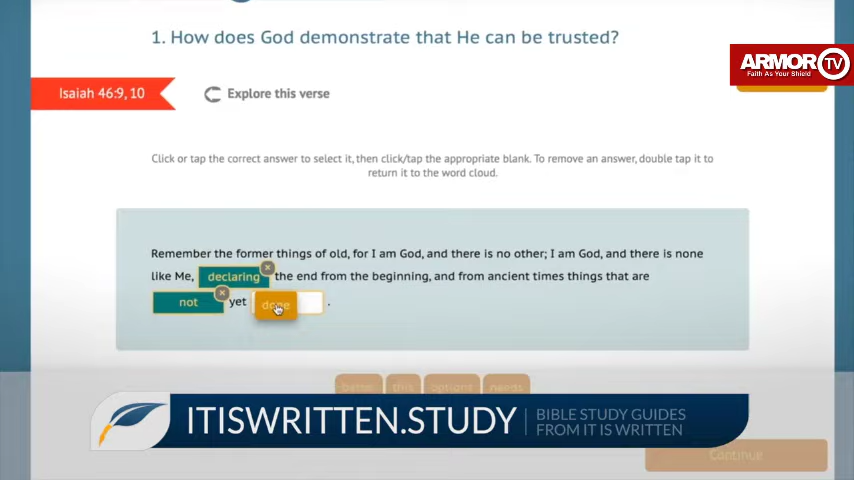 1. How does God demonstrate that He can be trusted?
ARMOR TV
Faith As Your Shield
Isaiah 46:9, 10
Explore this verse
Click or tap the correct answer to select it, then click/tap the appropriate blank. To remove an answer, double tap it to
return it to the word cloud.
Remember the former things of old, for I am God, and there is no other; I am God, and there is none
like Me, declaring the end from the beginning, and from ancient times things that are
not yet done .
better this options needs
ITISWRITTEN.STUDY
BIBLE STUDY GUIDES
FROM IT IS WRITTEN
Continue